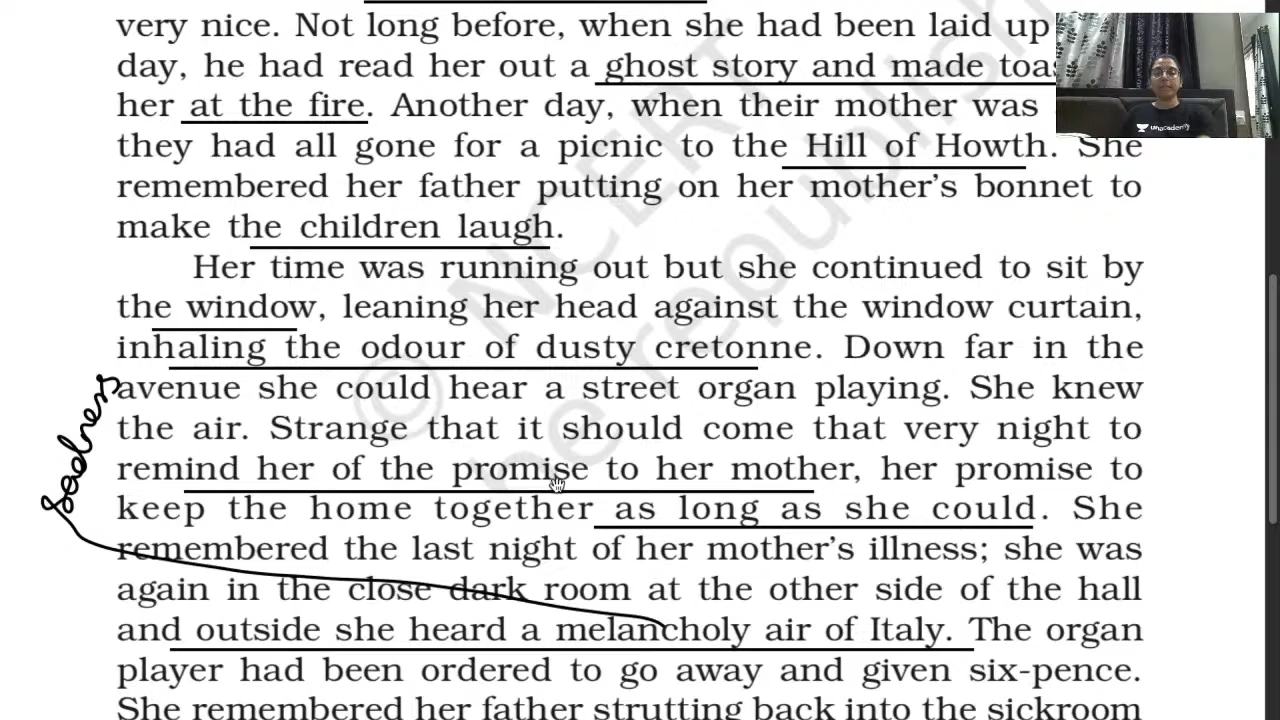 very nice. Not long before, when she had been laid up
day, he had read her out a ghost story and made toas
her at the fire. Another day, when their mother was
they had all gone for a picnic to the Hill of Howth. She
remembered her father putting on her mother's bonnet to
make the children laugh.
Her time was running out but she continued to sit by
the window, leaning her head against the window curtain,
inhaling the odour of dusty cretonne. Down far in the
avenue she could hear a street organ playing. She knew
the air. Strange that it should come that very night to
remind her of the promise to her mother, her promise to
keep the home together as long as she could. She
remembered the last night of her mother's illness; she was
again in the close dark room at the other side of the hall
and outside she heard a melancholy air of Italy. The organ
player had been ordered to go away and given six-pence.
She remembered her father strutting back into the sickroom
sadness
© NCERT
be republish
unacademy